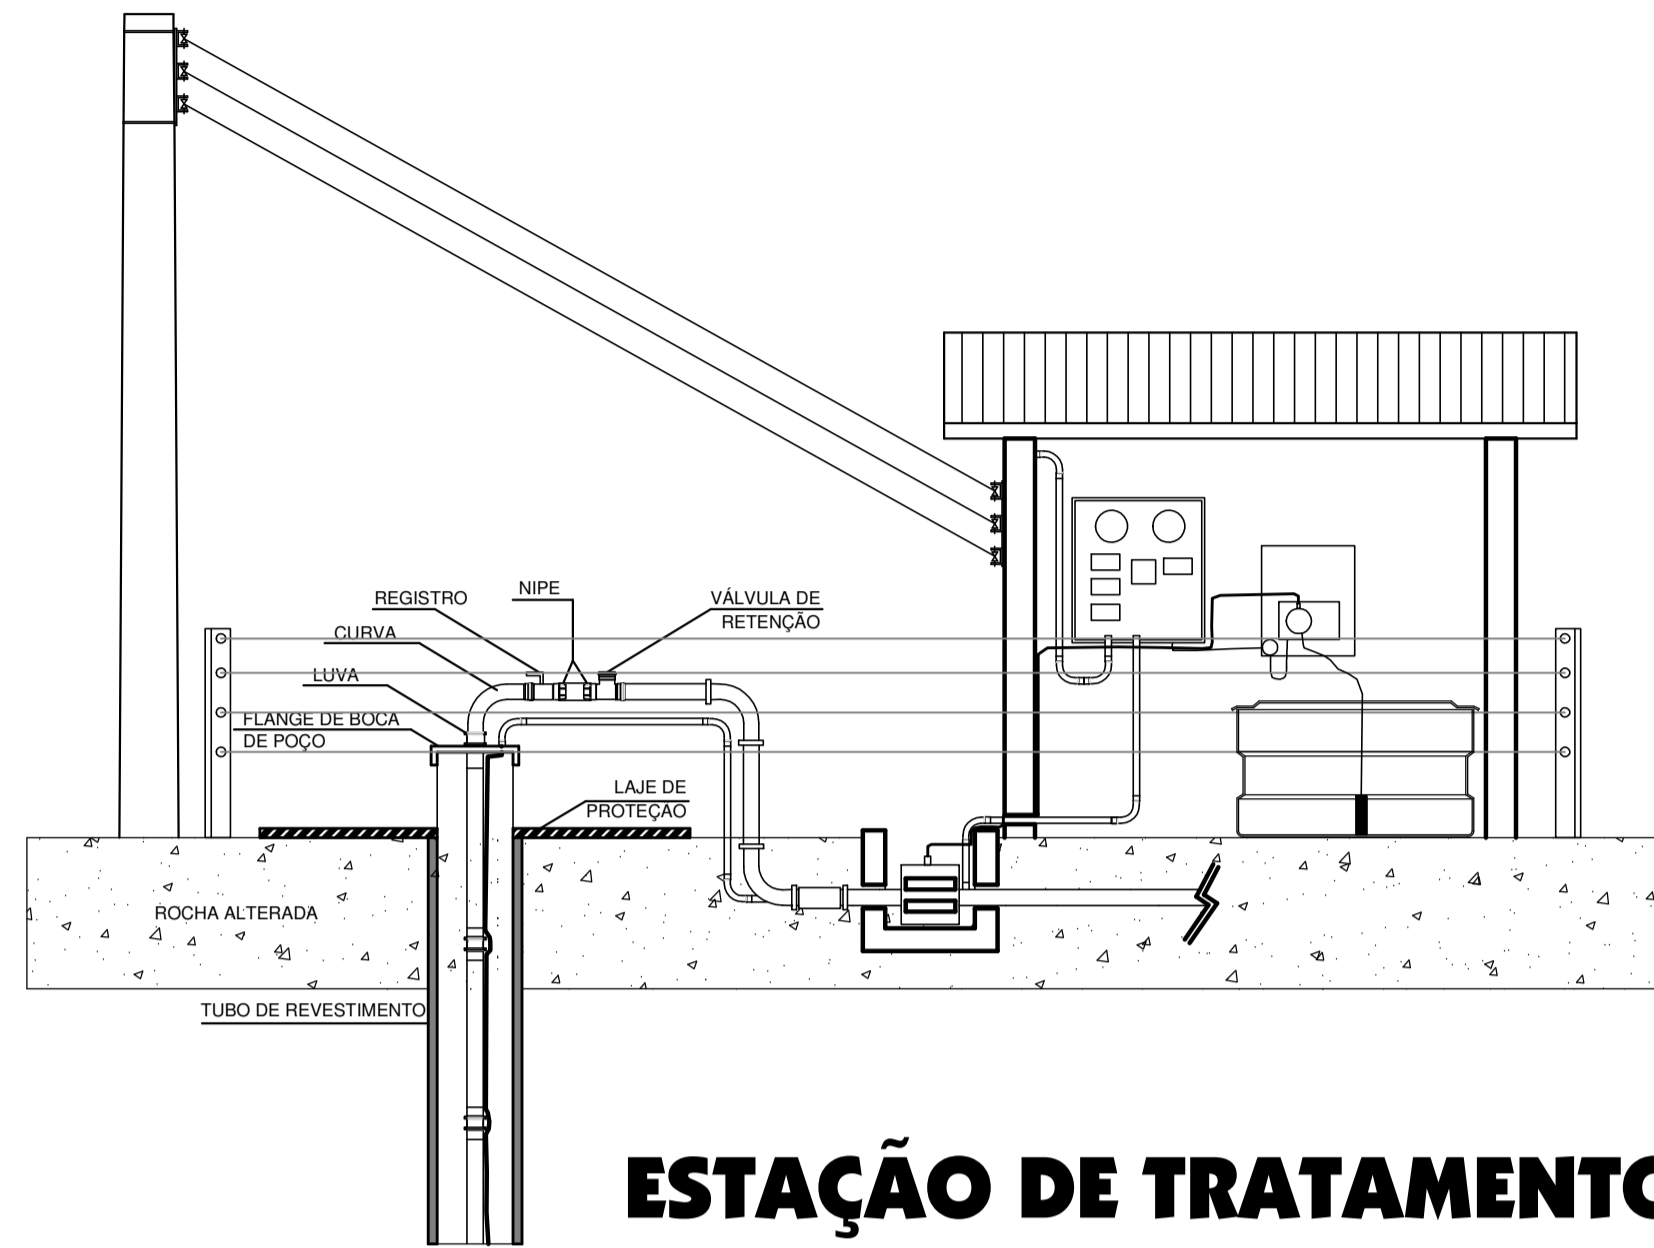 NIPE
REGISTRO
VÁLVULA DE
RETENÇÃO
CURVA
LUVA
FLANGE DE BOCA
DE POÇO
LAJE DE
PROTEÇÃO
ROCHA ALTERADA
TUBO DE REVESTIMENTO
ESTAÇÃO DE TRATAMENTO